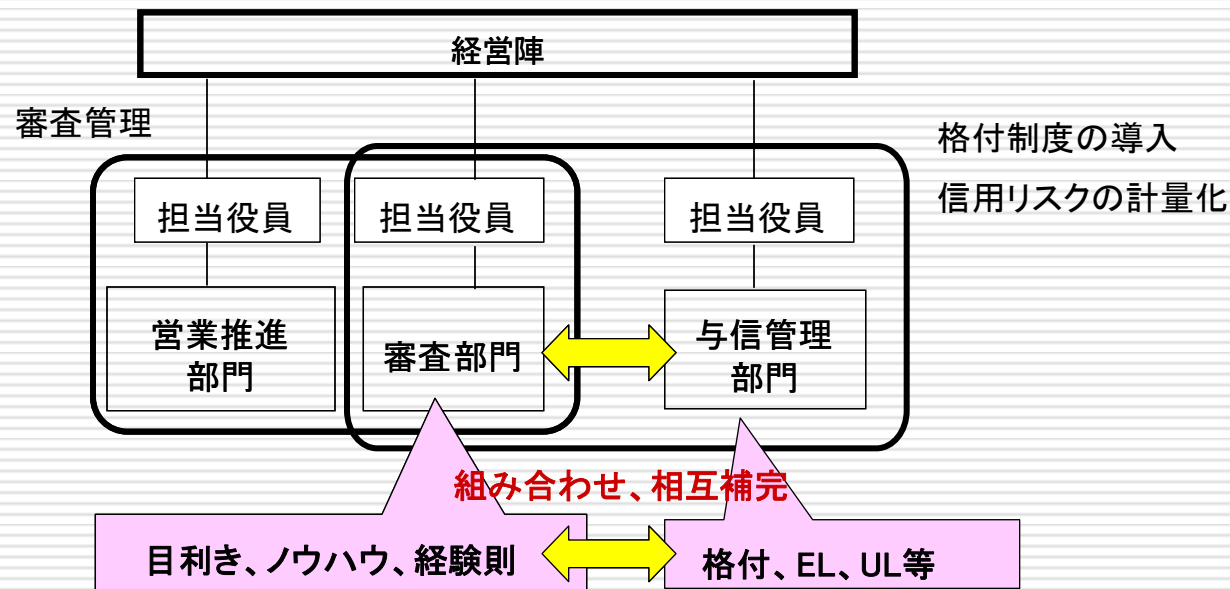 経営陣
審査管理
格付制度の導入
信用リスクの計量化
担当役員
担当役員
担当役員
営業推進
部門
審査部門
与信管理
部門
組み合わせ、相互補完
目利き、ノウハウ、経験則
格付、EL、UL等